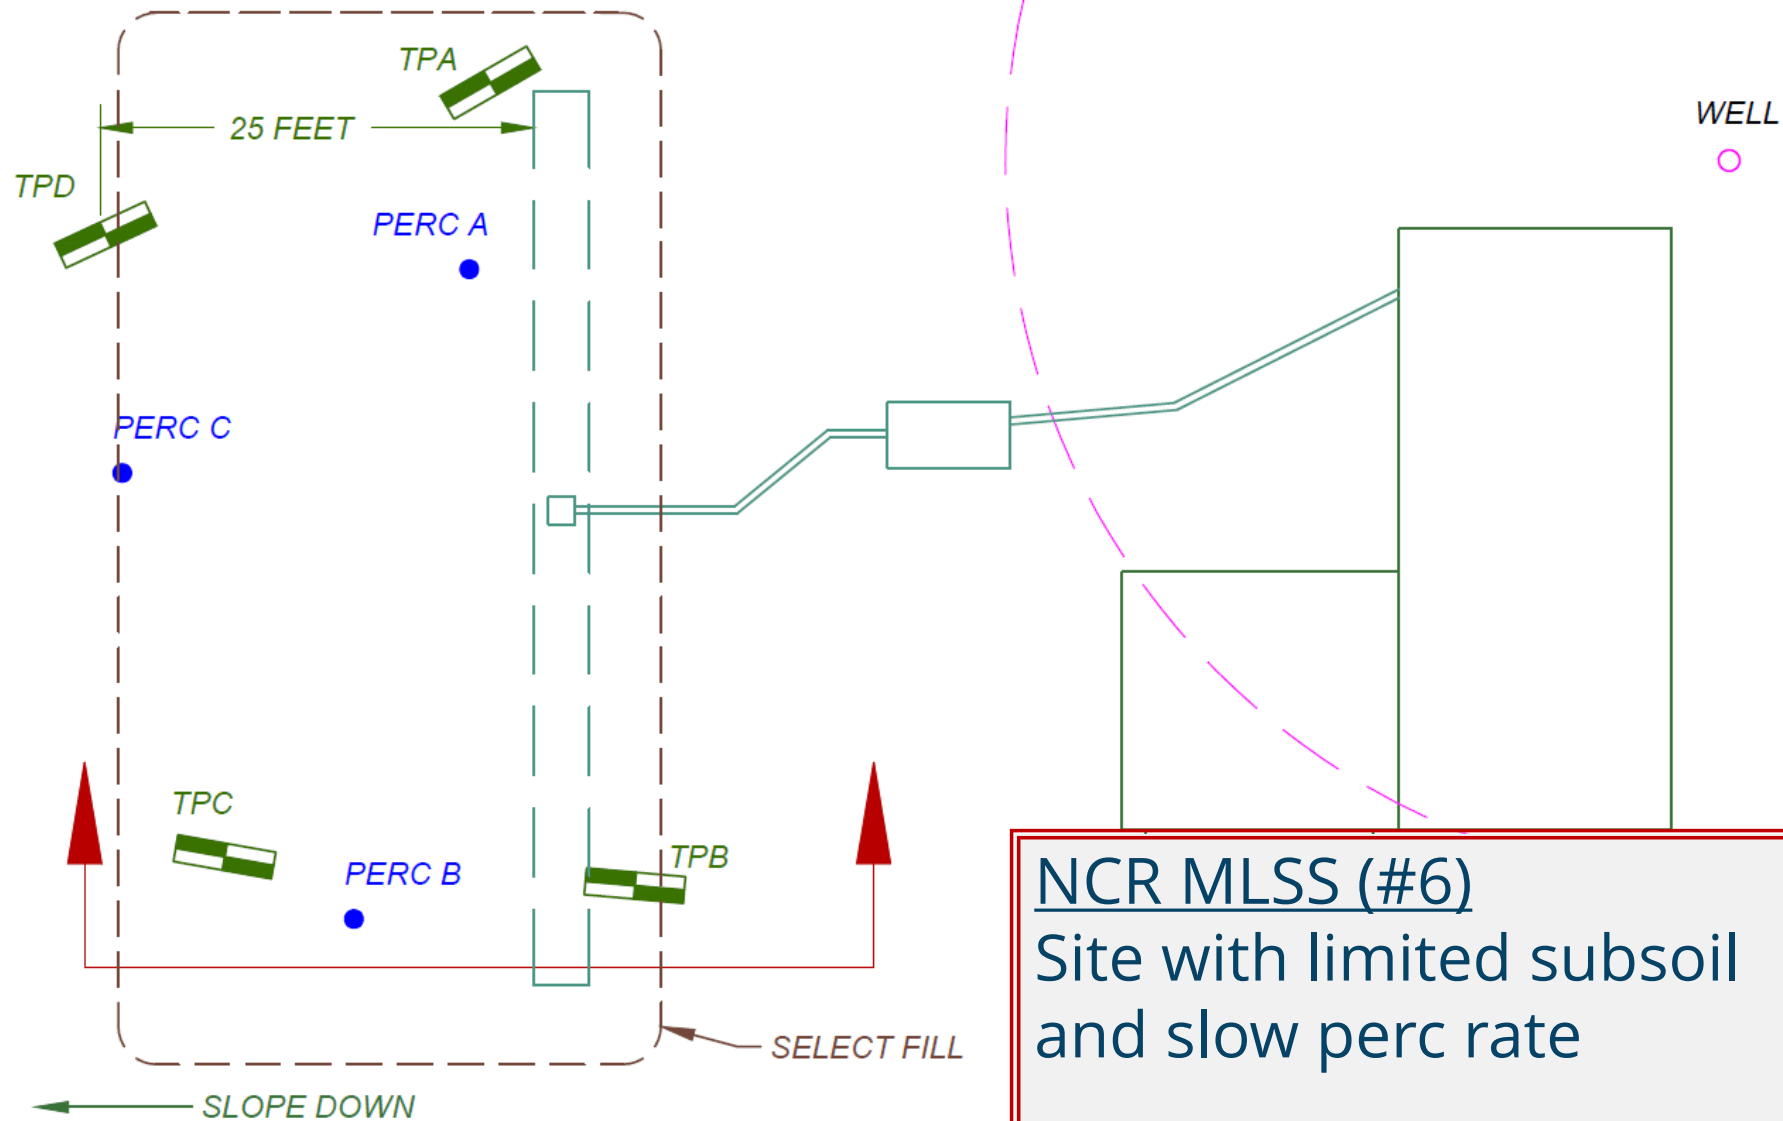 TPA
25 FEET
WELL
TPD
PERC A
PERC C
TPC
PERC B
TPB
NCR MLSS (#6)
Site with limited subsoil
and slow perc rate
SELECT FILL
SLOPE DOWN